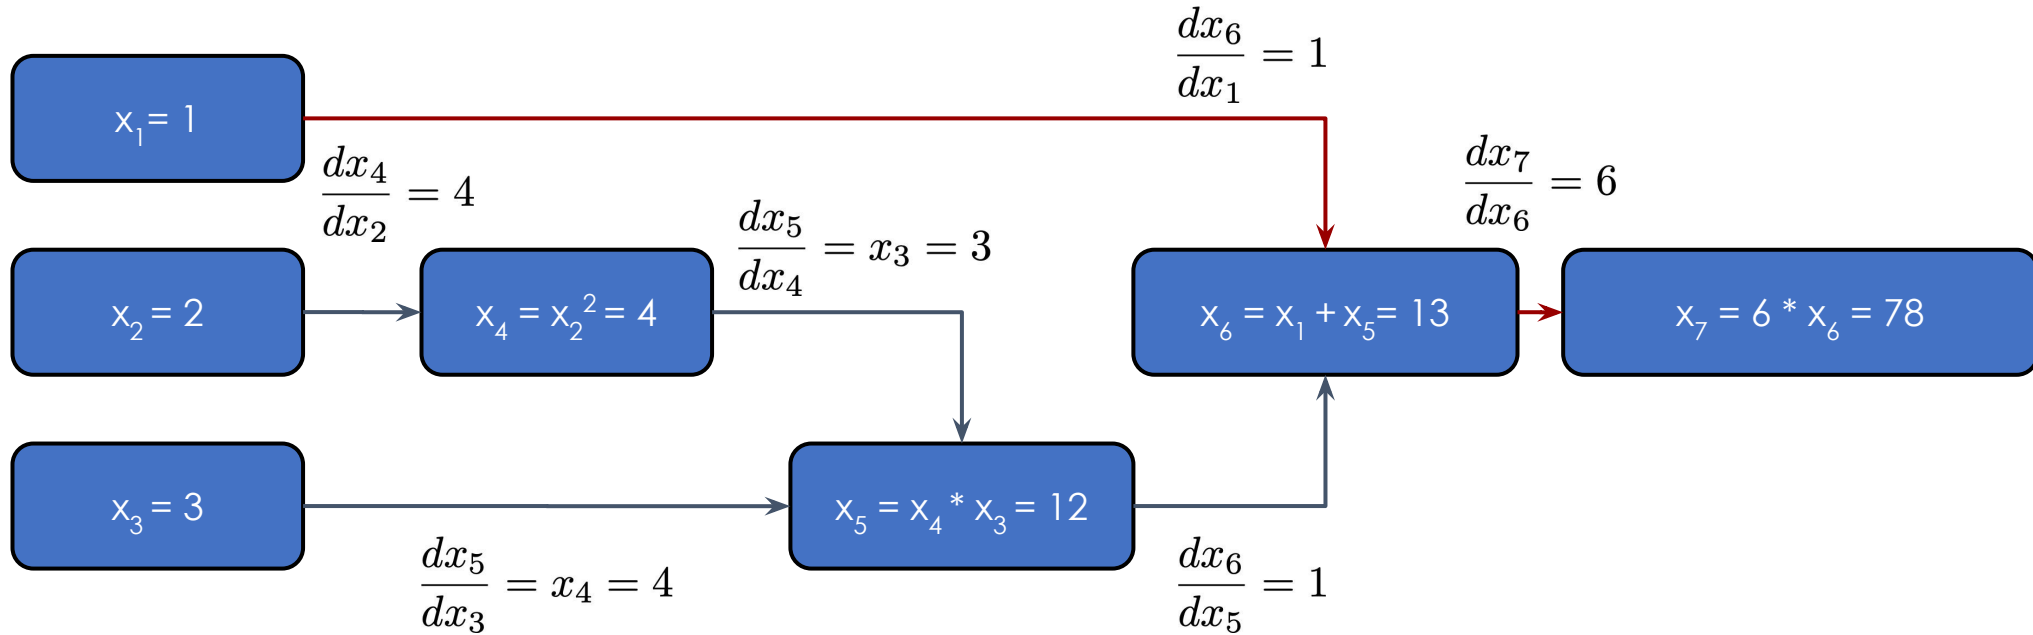 dx₆/dx₁ = 1
x₁ = 1
dx₄/dx₂ = 4
dx₇/dx₆ = 6
dx₅/dx₄ = x₃ = 3
x₂ = 2
x₄ = x₂² = 4
x₆ = x₁ + x₅ = 13
x₇ = 6 * x₆ = 78
x₃ = 3
x₅ = x₄ * x₃ = 12
dx₅/dx₃ = x₄ = 4
dx₆/dx₅ = 1